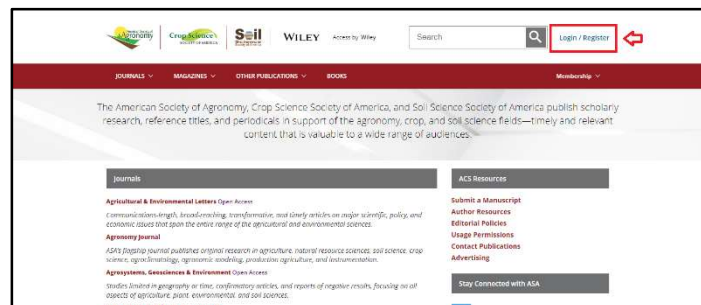 Agronomy
Crop Science
SOCIETY OF AMERICA
Soil
WILEY
Access by Wiley
Search
Login / Register
JOURNALS
MAGAZINES
OTHER PUBLICATIONS
BOOKS
Membership
The American Society of Agronomy, Crop Science Society of America, and Soil Science Society of America publish scholarly
research, reference titles, and periodicals in support of the agronomy, crop, and soil science fields—timely and relevant
content that is valuable to a wide range of audiences.
Journals
Agricultural & Environmental Letters Open Access
Communications-length, broad-reaching, transformative, and timely articles on major scientific, policy, and
economic issues that span the entire range of the agricultural and environmental sciences.
Agronomy Journal
ASA's flagship journal publishes original research in agriculture, natural resource sciences, soil science, crop
science, agroclimatology, agronomic modeling, production agriculture, and instrumentation.
Agrosystems, Geosciences & Environment Open Access
Studies limited in geography or time, confirmatory articles, and reports of negative results, focusing on all
aspects of agriculture, plant, environmental, and soil sciences.
ACS Resources
Submit a Manuscript
Author Resources
Editorial Policies
Usage Permissions
Contact Publications
Advertising
Stay Connected with ASA